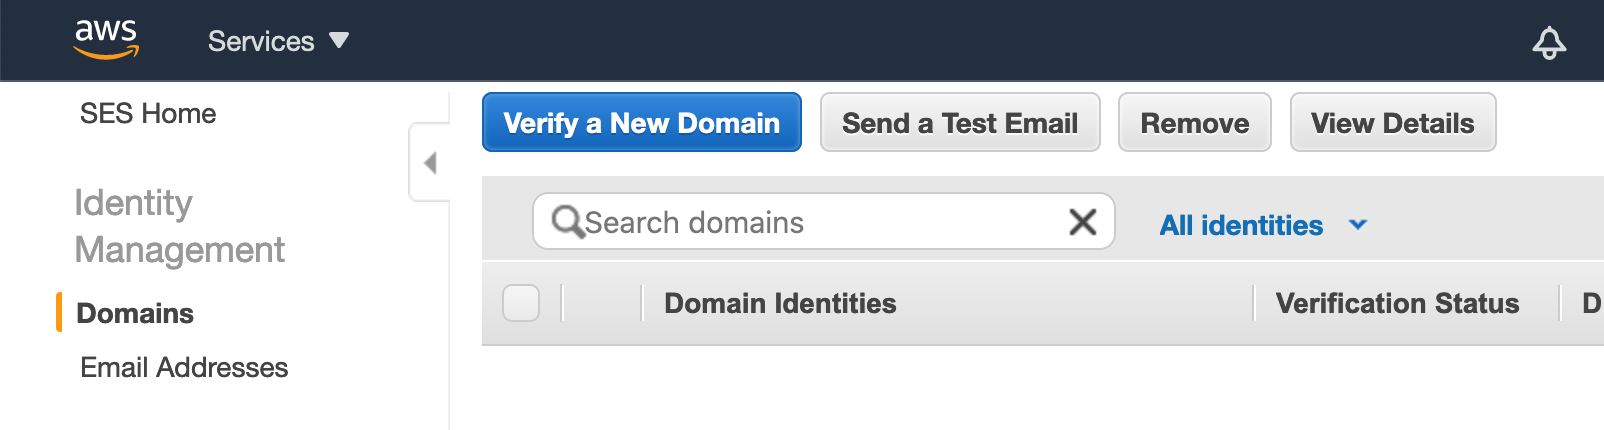 aws
Services
SES Home
Identity
Management
Domains
Email Addresses
Verify a New Domain
Send a Test Email
Remove
View Details
Search domains
All identities
Domain Identities
Verification Status
D